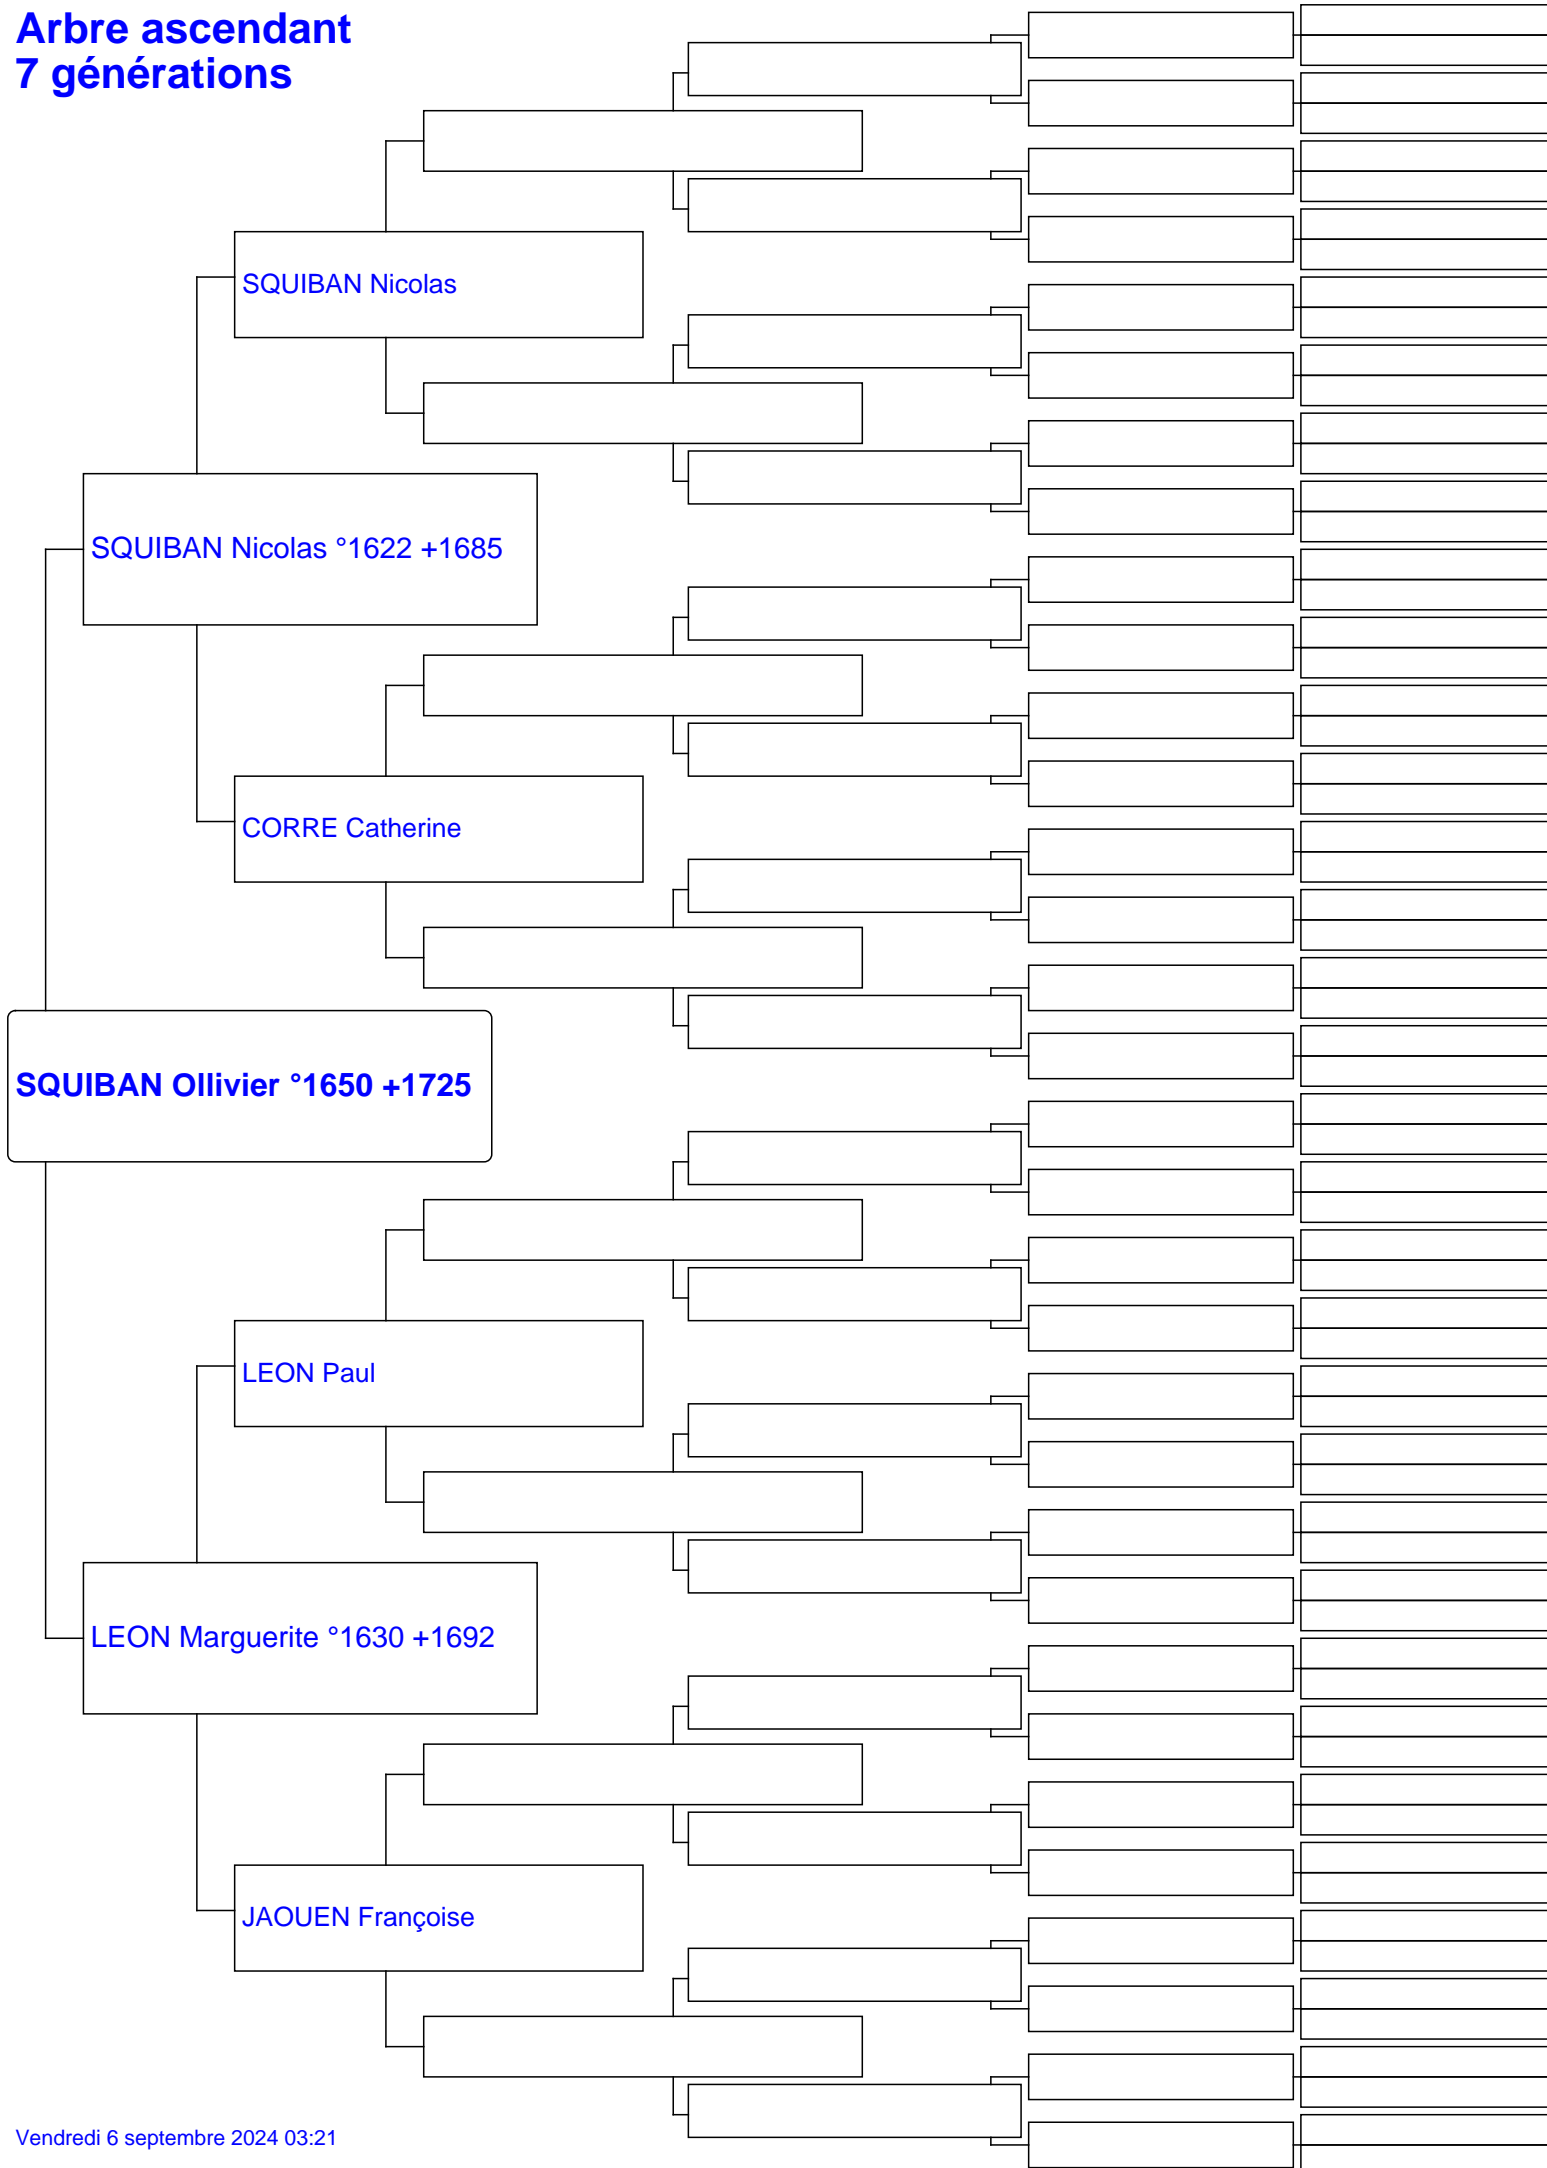 Arbre ascendant
7 générations
SQUIBAN Nicolas
SQUIBAN Nicolas °1622 +1685
CORRE Catherine
SQUIBAN Ollivier °1650 +1725
LEON Paul
LEON Marguerite °1630 +1692
JAOUEN Françoise
Vendredi 6 septembre 2024 03:21